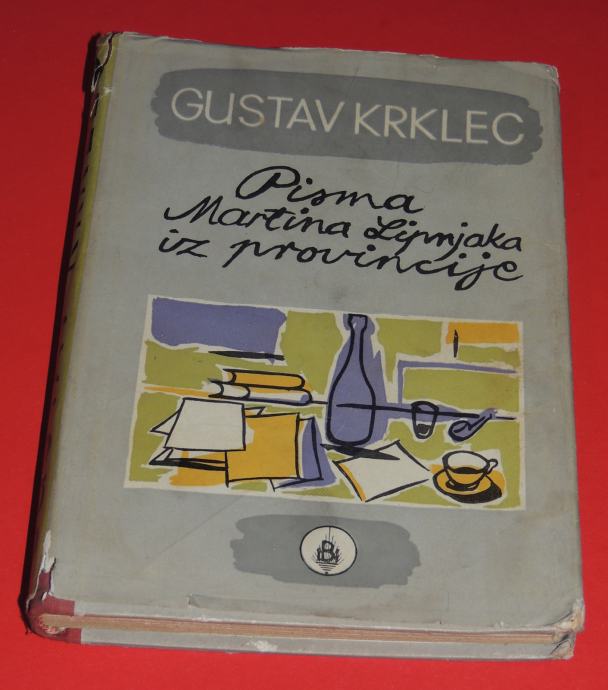 GUSTAV KRKLEC
Pisma
Martina Lipnjaka
iz provincije
B